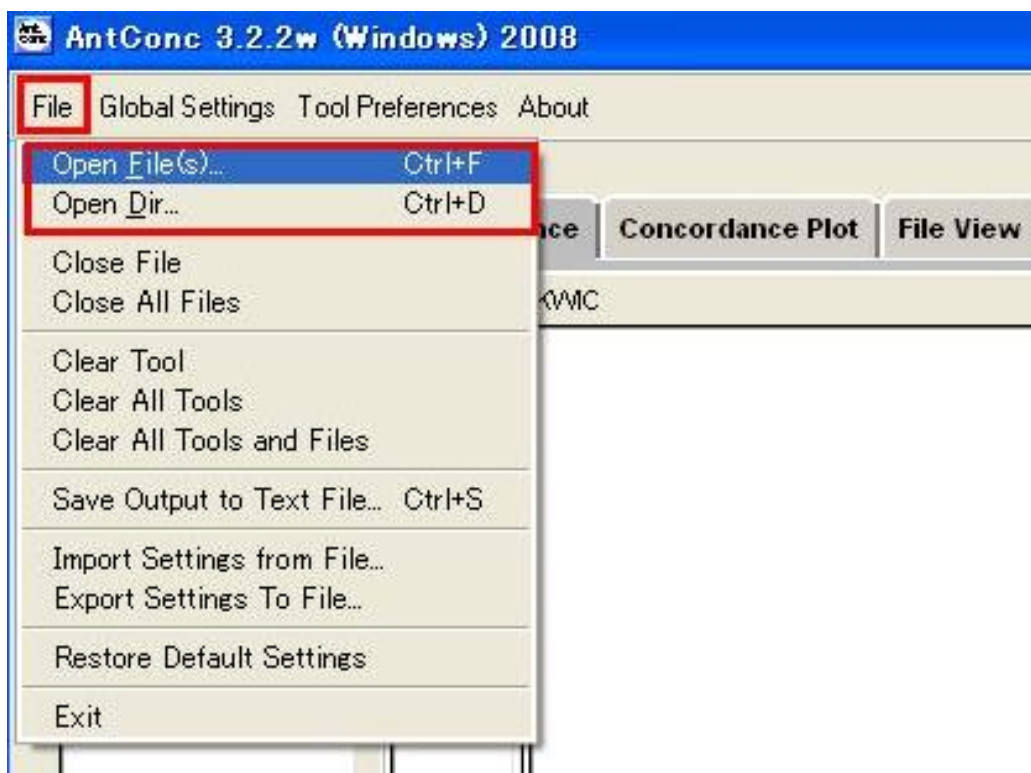 AntConc 3.2.2w (Windows) 2008
File Global Settings Tool Preferences About
Open File(s)... Ctrl+F
Open Dir... Ctrl+D
Concordance Plot File View
Close File
Close All Files
KWIC
Clear Tool
Clear All Tools
Clear All Tools and Files
Save Output to Text File... Ctrl+S
Import Settings from File...
Export Settings To File...
Restore Default Settings
Exit